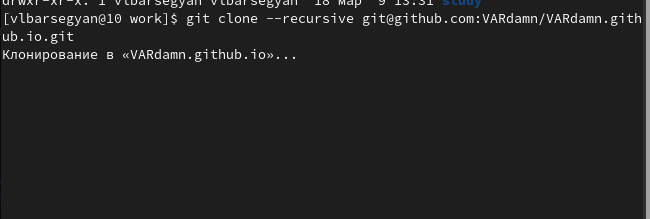 drwxr-xr-x. 1 vlbarsegyan vlbarsegyan  18 мар  9 13:31 study
[vlbarsegyan@10 work]$ git clone --recursive git@github.com:VARdamn/VARdamn.gith
ub.io.git
Клонирование в «VARdamn.github.io»...